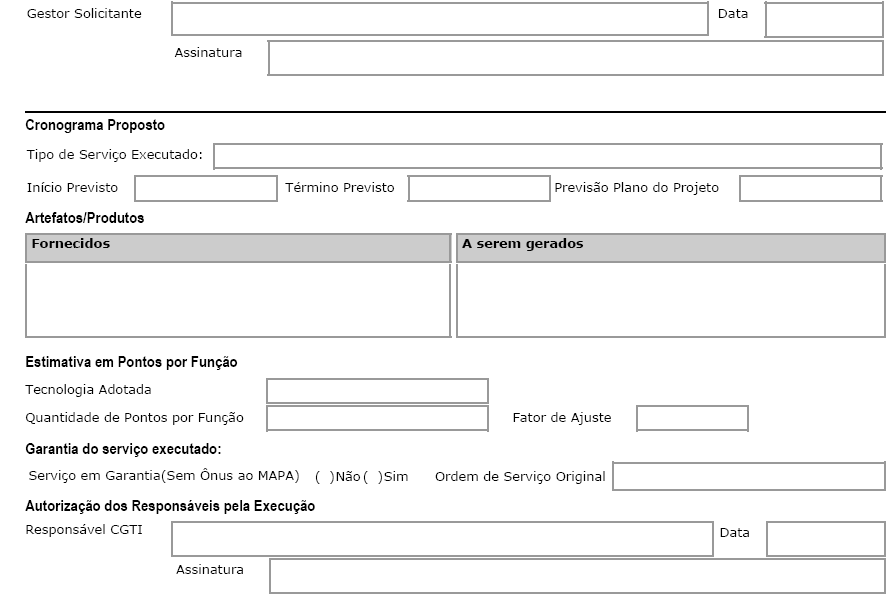 Gestor Solicitante Data
Assinatura
Cronograma Proposto
Tipo de Serviço Executado:
Início Previsto Término Previsto Previsão Plano do Projeto
Artefatos/Produtos
Fornecidos A serem gerados
Estimativa em Pontos por Função
Tecnologia Adotada
Quantidade de Pontos por Função Fator de Ajuste
Garantia do serviço executado:
Serviço em Garantia(Sem Ônus ao MAPA) ( )Não ( )Sim Ordem de Serviço Original
Autorização dos Responsáveis pela Execução
Responsável CGTI Data
Assinatura